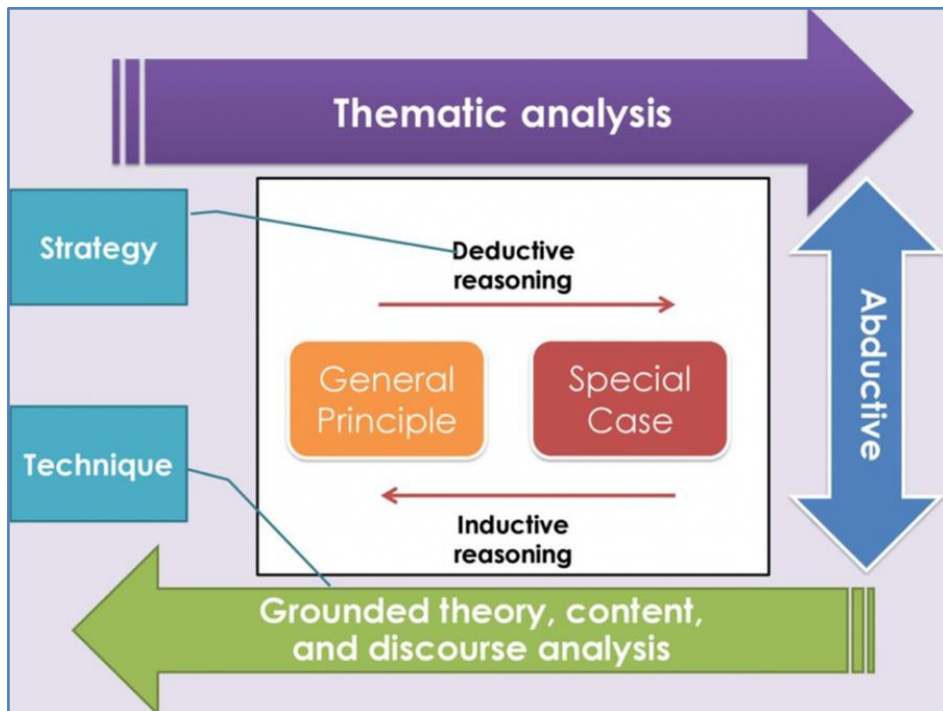 Thematic analysis
Strategy
Deductive
reasoning
General
Principle
Special
Case
Abductive
Technique
Inductive
reasoning
Grounded theory, content,
and discourse analysis